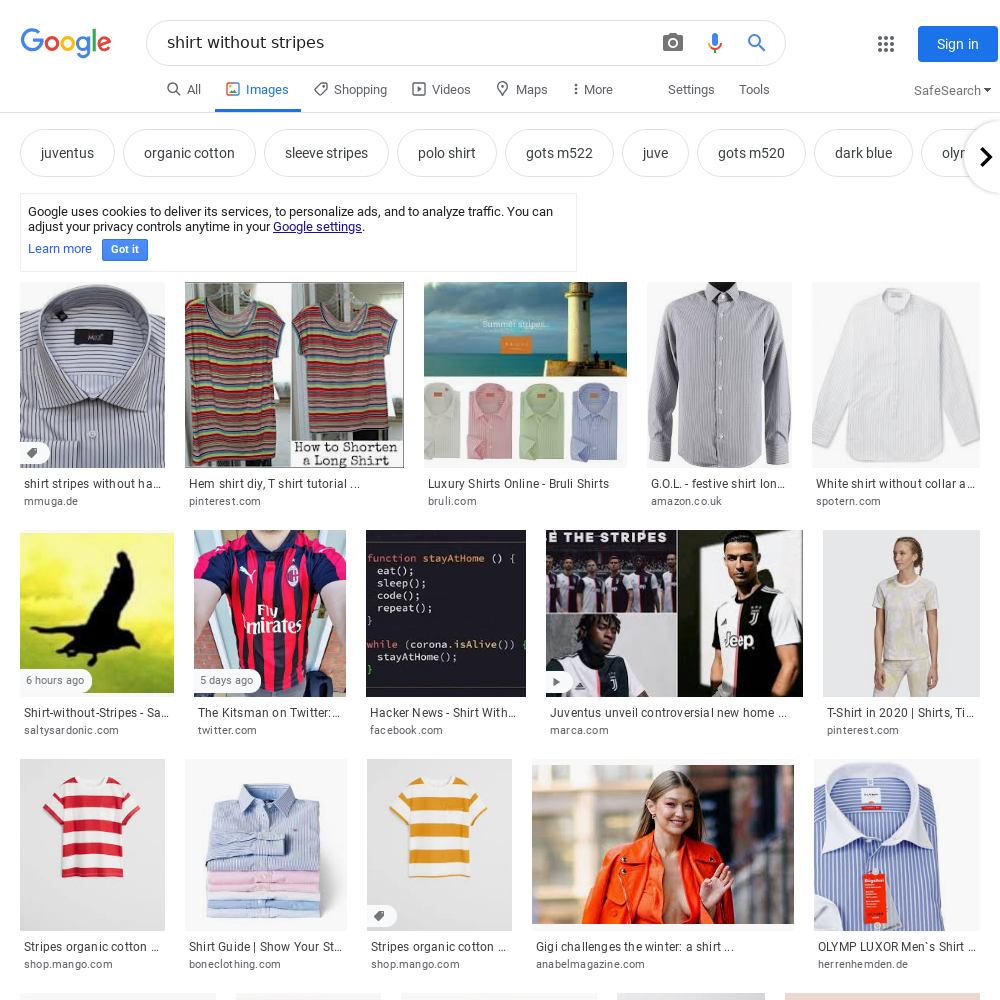 Google
shirt without stripes
Sign in
All
Images
Shopping
Videos
Maps
More
Settings
Tools
SafeSearch
juventus
organic cotton
sleeve stripes
polo shirt
gots m522
juve
gots m520
dark blue
Google uses cookies to deliver its services, to personalize ads, and to analyze traffic. You can
adjust your privacy controls anytime in your Google settings.
Learn more
Got it
Summer stripes...
How to Shorten
a Long Shirt
shirt stripes without ha...
mmuga.de
Hem shirt diy, T shirt tutorial ...
pinterest.com
Luxury Shirts Online - Bruli Shirts
bruli.com
G.O.L. - festive shirt lon...
amazon.co.uk
White shirt without collar a...
spotern.com
6 hours ago
Fly
Emirates
5 days ago
function stayAtHome () {
eat();
sleep();
code();
repeat();
}
while (corona.isAlive()) {
stayAtHome();
}
E THE STRIPES
Jeep
Shirt-without-Stripes - Sa...
saltysardonic.com
The Kitsman on Twitter:...
twitter.com
Hacker News - Shirt With...
facebook.com
Juventus unveil controversial new home ...
marca.com
T-Shirt in 2020 | Shirts, Ti...
pinterest.com
Stripes organic cotton ...
shop.mango.com
Shirt Guide | Show Your St...
boneclothing.com
Stripes organic cotton ...
shop.mango.com
Gigi challenges the winter: a shirt ...
anabelmagazine.com
OLYMP LUXOR Men`s Shirt ...
herrenhemden.de